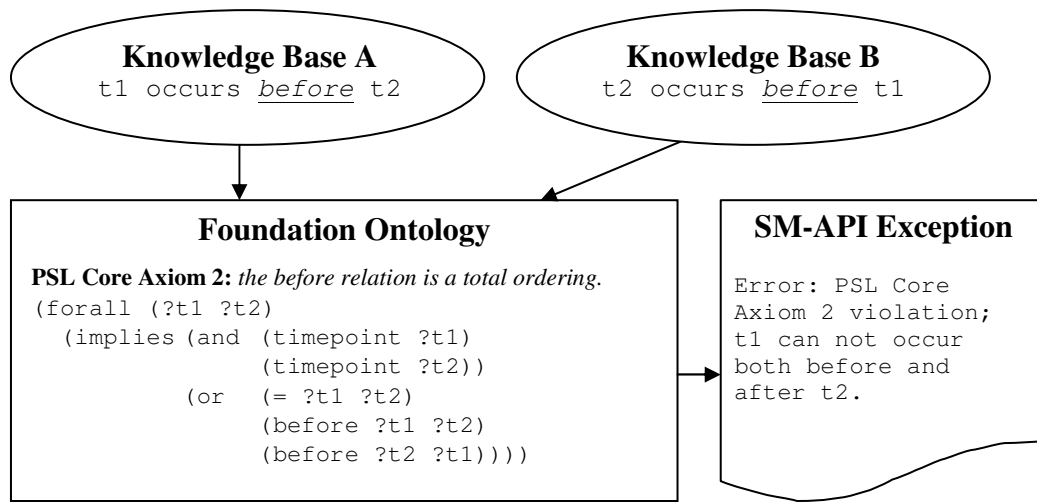 Knowledge Base A
t1 occurs before t2
Knowledge Base B
t2 occurs before t1
Foundation Ontology
PSL Core Axiom 2: the before relation is a total ordering.
(forall (?t1 ?t2)
(implies (and (timepoint ?t1)
(timepoint ?t2))
(or (= ?t1 ?t2)
(before ?t1 ?t2)
(before ?t2 ?t1))))
SM-API Exception
Error: PSL Core
Axiom 2 violation;
t1 can not occur
both before and
after t2.